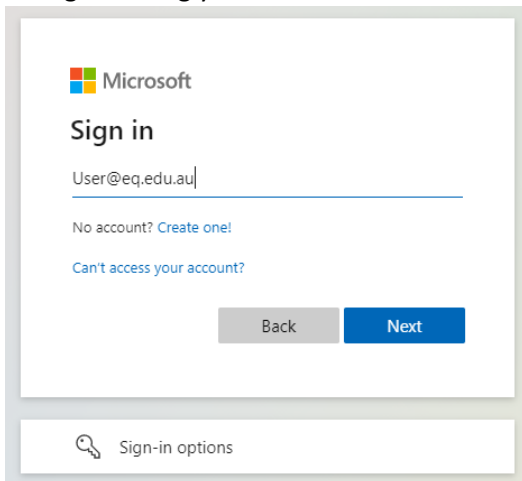 Microsoft
Sign in
User@eq.edu.au
No account? Create one!
Can't access your account?
Back Next
Sign-in options